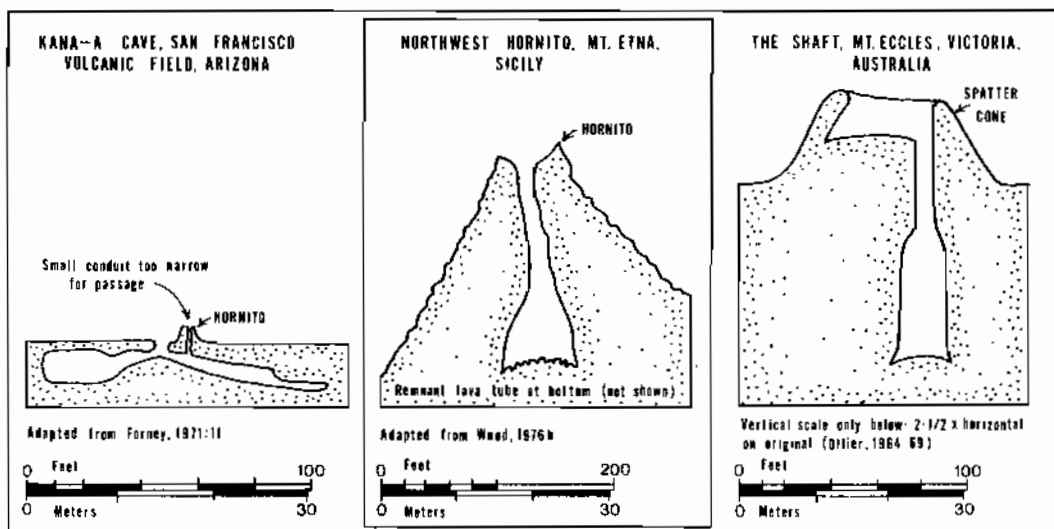 KANA-A CAVE, SAN FRANCISCO
VOLCANIC FIELD, ARIZONA
Small conduit too narrow
for passage
HORNITO
Adapted from Forney, 1971:11
0 Feet 100
0 Meters 30
NORTHWEST HORNITO, MT. ETNA,
SICILY
HORNITO
Remnant lava tube at bottom (not shown)
Adapted from Wood, 1976b
0 Feet 200
0 Meters 60
THE SHAFT, MT. ECCLES, VICTORIA,
AUSTRALIA
SPATTER
CONE
Vertical scale only below- 2-1/2 x horizontal
on original (Ollier, 1964 69)
0 Feet 100
0 Meters 30